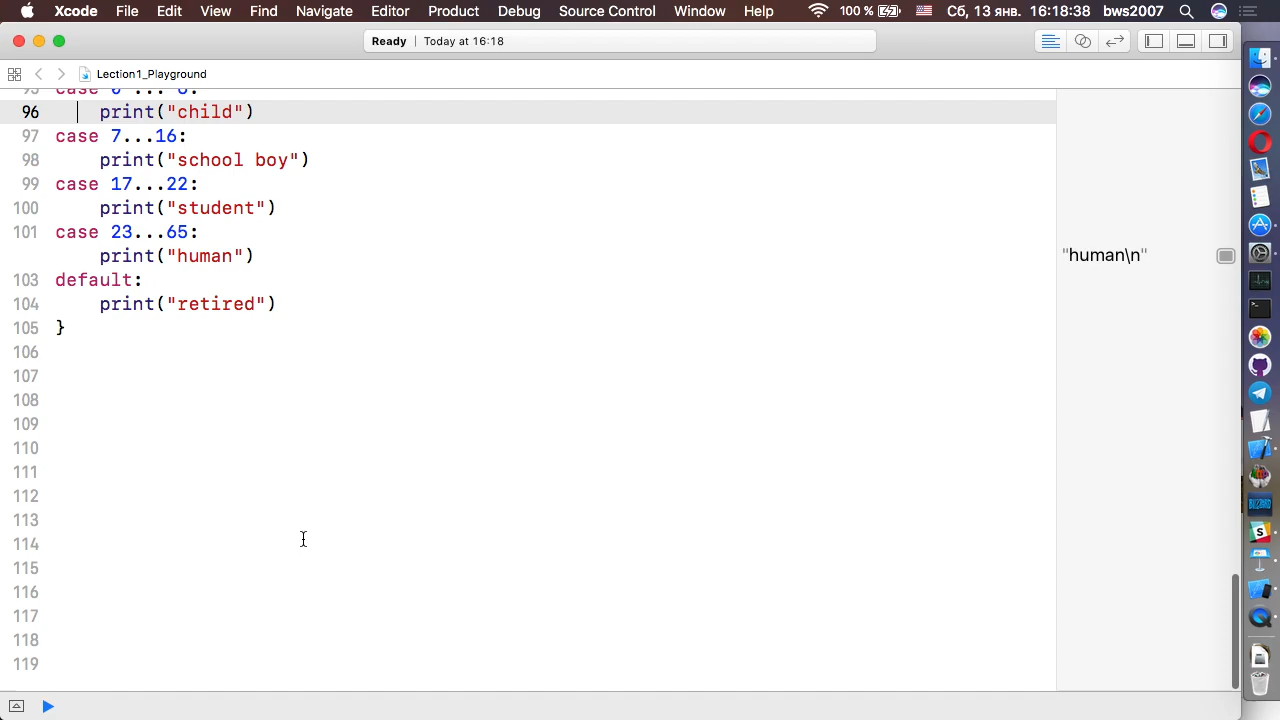 Xcode File Edit View Find Navigate Editor Product Debug Source Control Window Help 100 % Сб, 13 янв. 16:18:38 bws2007
Ready | Today at 16:18
Lection1_Playground
case 0 ... 6:
96 print("child")
97 case 7...16:
98 print("school boy")
99 case 17...22:
100 print("student")
101 case 23...65:
print("human") "human\n"
103 default:
104 print("retired")
105 }
106
107
108
109
110
111
112
113
114
115
116
117
118
119